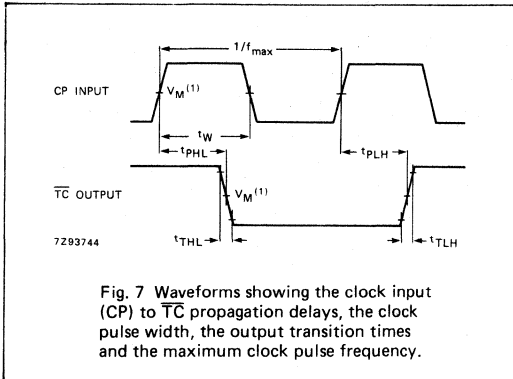 1/fmax
CP INPUT
VM(1)
tW
tPHL
tPLH
TC OUTPUT
VM(1)
7Z93744
tTHL
tTLH
Fig. 7 Waveforms showing the clock input
(CP) to TC propagation delays, the clock
pulse width, the output transition times
and the maximum clock pulse frequency.